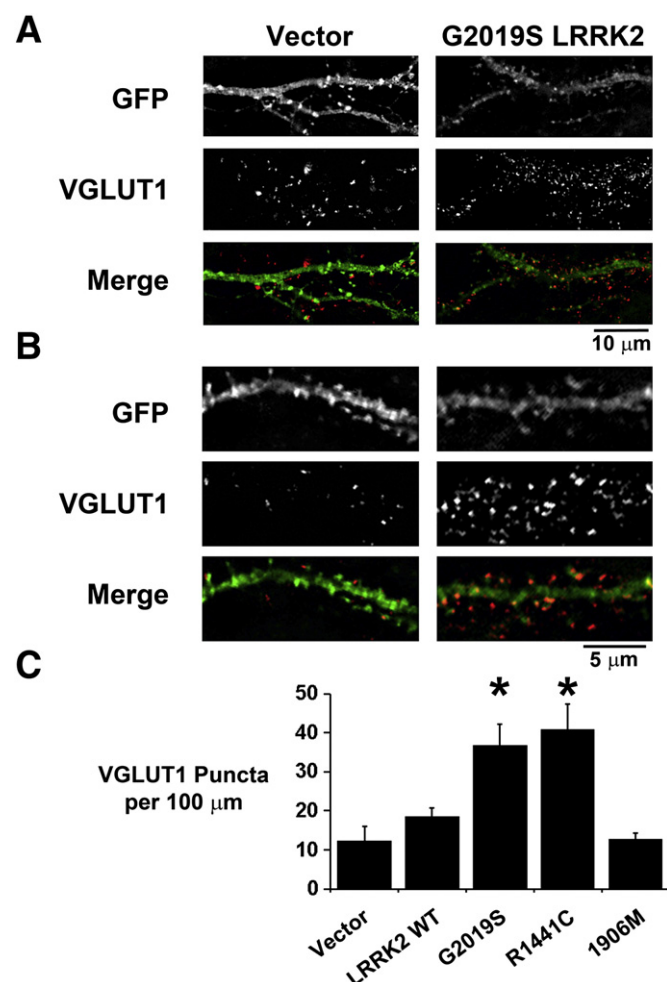 A
Vector G2019S LRRK2
GFP
VGLUT1
Merge
10 μm
B
GFP
VGLUT1
Merge
5 μm
C
50
40
30
20
10
0
VGLUT1 Puncta
per 100 μm
* *
Vector LRRK2 WT G2019S R1441C 1906M